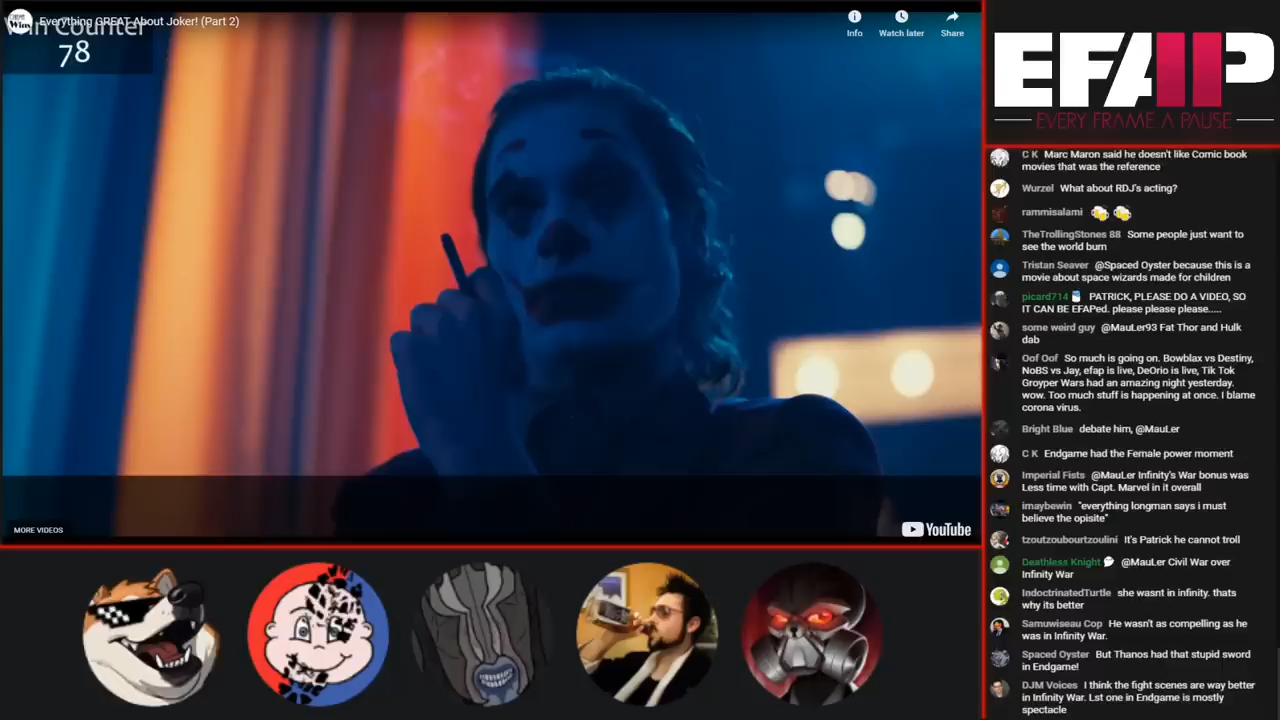 Everything GREAT About Joker! (Part 2)
Win Counter
78
Info
Watch later
Share
MORE VIDEOS
YouTube
EFAP
EVERY FRAME A PAUSE
C K Marc Maron said he doesn't like Comic book
movies that was the reference
Wurzel What about RDJ's acting?
rammisalami 🍻 🍻
TheTrollingStones 88 Some people just want to
see the world burn
Tristan Seaver @Spaced Oyster because this is a
movie about space wizards made for children
picard714 PATRICK, PLEASE DO A VIDEO, SO
IT CAN BE EFAPed. please please please.....
some weird guy @MauLer93 Fat Thor and Hulk
dab
Oof Oof So much is going on. Bowblax vs Destiny,
NoBS vs Jay, efap is live, DeOrio is live, Tik Tok
Groyper Wars had an amazing night yesterday.
wow. Too much stuff is happening at once. I blame
corona virus.
Bright Blue debate him, @MauLer
C K Endgame had the Female power moment
Imperial Fists @MauLer Infinity's War bonus was
Less time with Capt. Marvel in it overall
imaybewin "everything longman says i must
believe the opisite"
tzoutzoubourtzoulini It's Patrick he cannot troll
Deathless Knight @MauLer Civil War over
Infinity War
IndoctrinatedTurtle she wasnt in infinity. thats
why its better
Samuwiseau Cop He wasn't as compelling as he
was in Infinity War.
Spaced Oyster But Thanos had that stupid sword
in Endgame!
DJM Voices I think the fight scenes are way better
in Infinity War. Lst one in Endgame is mostly
spectacle